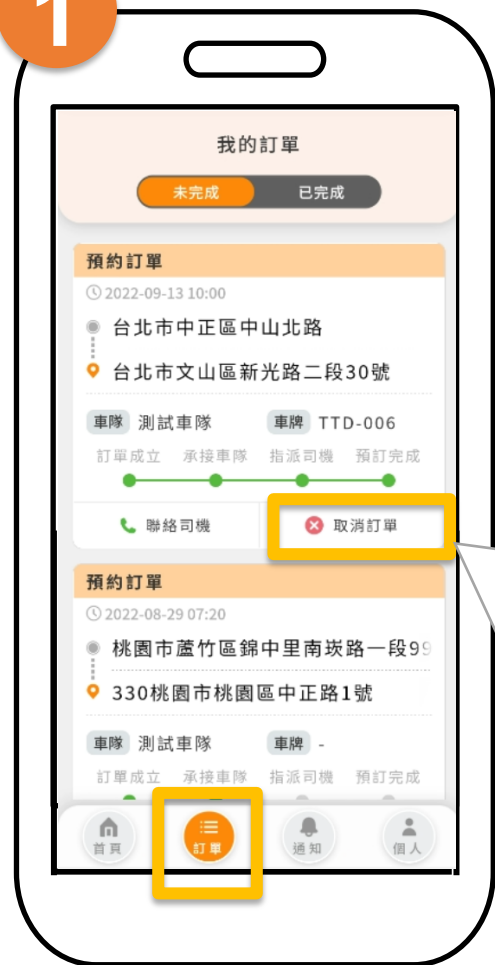 1
我的訂單
未完成 已完成
預約訂單
2022-09-13 10:00
台北市中正區中山北路
台北市文山區新光路二段30號
車隊 測試車隊 車牌 TTD-006
訂單成立 承接車隊 指派司機 預訂完成
聯絡司機 取消訂單
預約訂單
2022-08-29 07:20
桃園市蘆竹區錦中里南崁路一段99
330桃園市桃園區中正路1號
車隊 測試車隊 車牌 -
訂單成立 承接車隊 指派司機 預訂完成
首頁 訂單 通知 個人